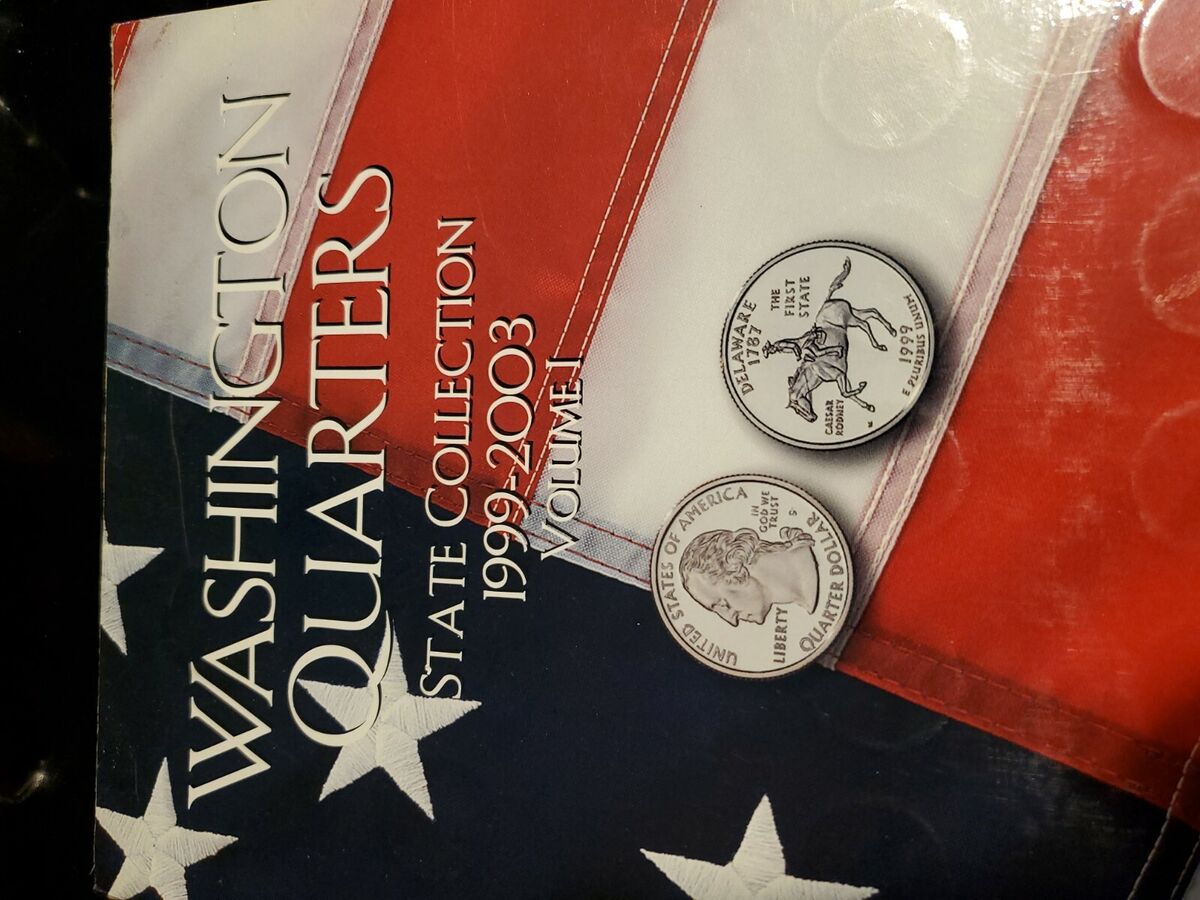 WASHINGTON
QUARTERS
STATE COLLECTION
1999-2003
VOLUME I
UNITED STATES OF AMERICA
IN
GOD WE
TRUST
S
LIBERTY
QUARTER DOLLAR
DELAWARE
1787
THE
FIRST
STATE
CAESAR
RODNEY
1999
E PLURIBUS UNUM